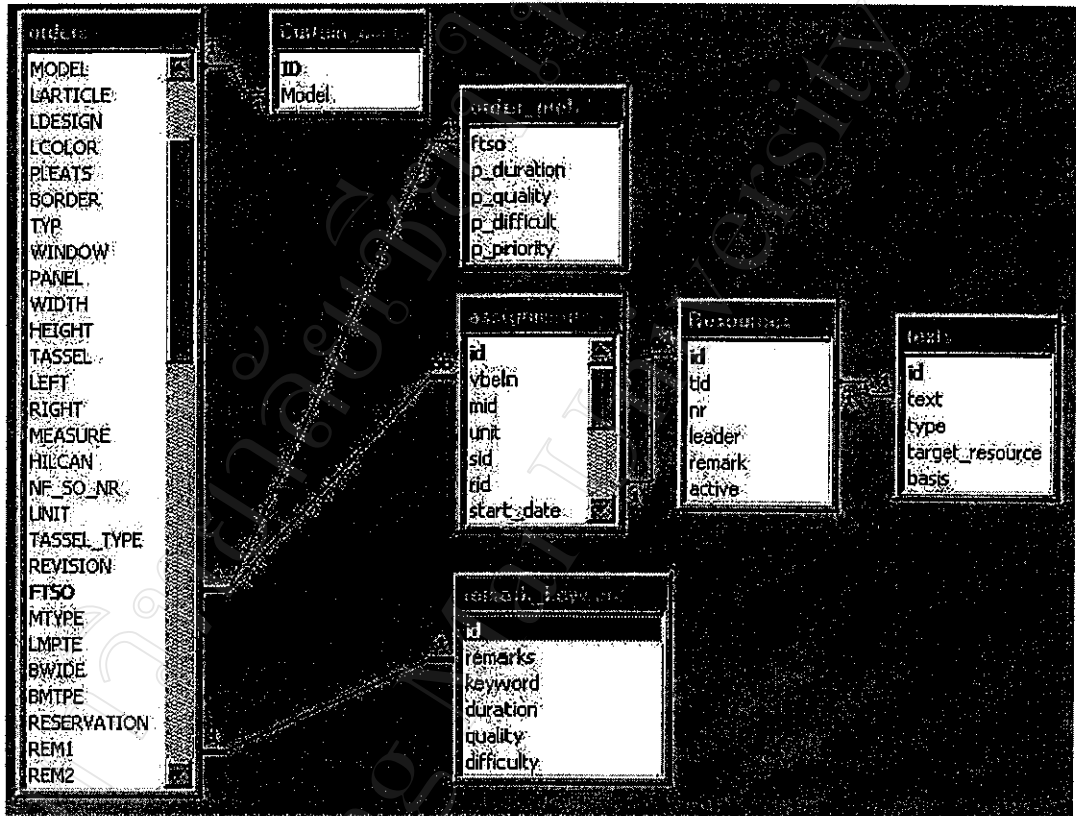 orders
MODEL
LARTICLE
LDESIGN
LCOLOR
PLEATS
BORDER
TYP
WINDOW
PANEL
WIDTH
HEIGHT
TASSEL
LEFT
RIGHT
MEASURE
HILCAN
NF_SO_NR
UNIT
TASSEL_TYPE
REVISION
FTSO
MTYPE
LMPTE
BWIDE
BMTPE
RESERVATION
REM1
REM2
ID
Model
ftso
p_duration
p_quality
p_difficult
p_priority
id
vbeln
mid
unit
sid
rid
start_date
Resources
id
tid
nr
leader
remark
active
texts
id
text
type
target_resource
basis
id
remarks
keyword
duration
quality
difficulty
University